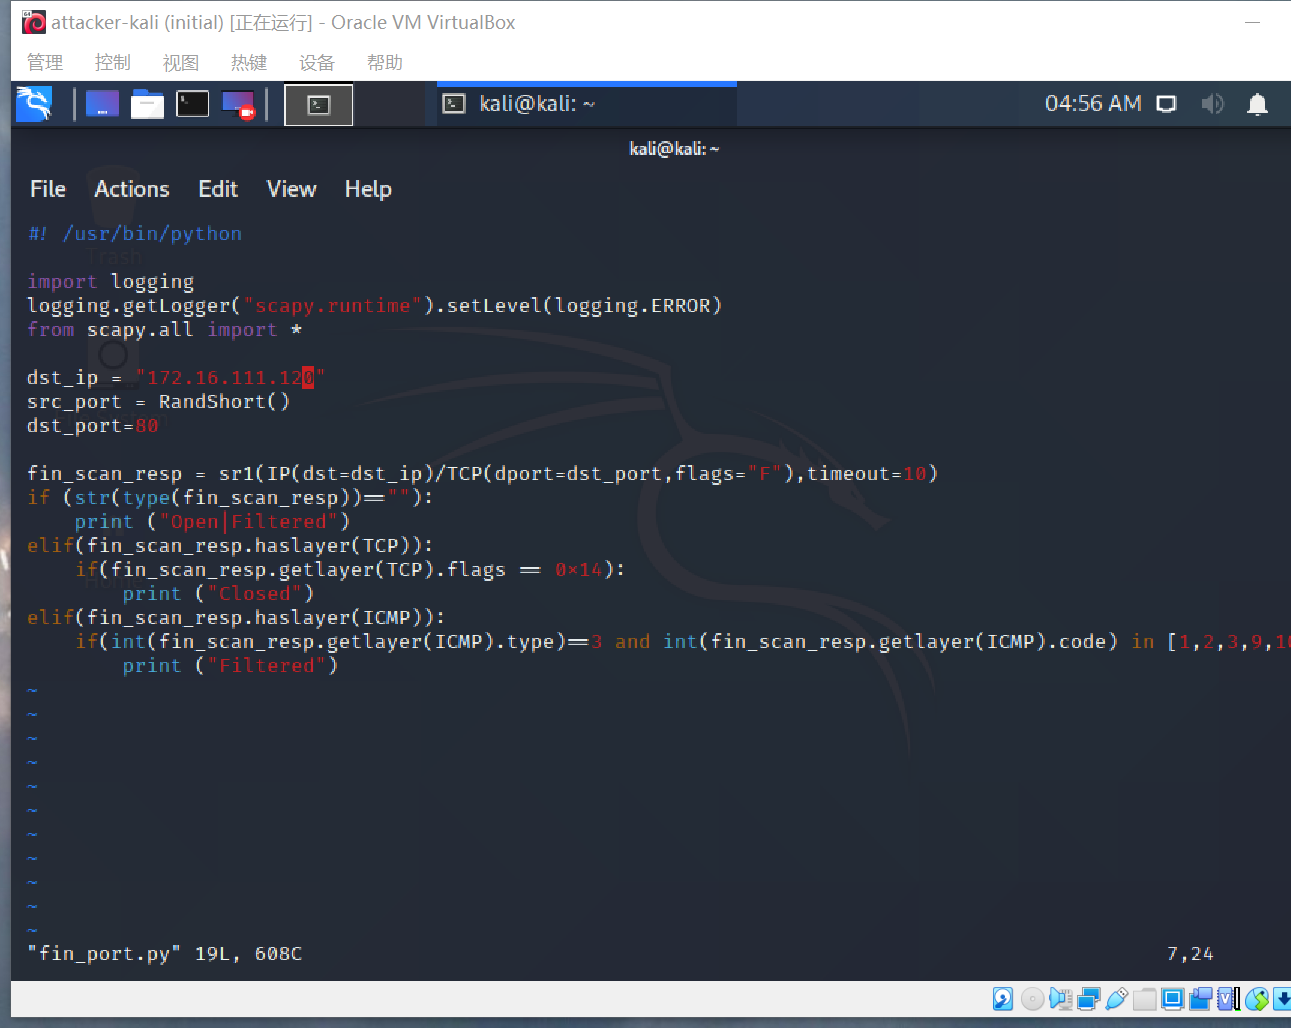 attacker-kali (initial) [正在运行] - Oracle VM VirtualBox
管理 控制 视图 热键 设备 帮助
kali@kali: ~ 04:56 AM
kali@kali: ~
File Actions Edit View Help
#! /usr/bin/python
Trash
import logging
logging.getLogger("scapy.runtime").setLevel(logging.ERROR)
from scapy.all import *
dst_ip = "172.16.111.120"
src_port = RandShort()
dst_port=80
fin_scan_resp = sr1(IP(dst=dst_ip)/TCP(dport=dst_port,flags="F"),timeout=10)
if (str(type(fin_scan_resp))==""):
print ("Open|Filtered")
elif(fin_scan_resp.haslayer(TCP)):
if(fin_scan_resp.getlayer(TCP).flags == 0×14):
print ("Closed")
elif(fin_scan_resp.haslayer(ICMP)):
if(int(fin_scan_resp.getlayer(ICMP).type)==3 and int(fin_scan_resp.getlayer(ICMP).code) in [1,2,3,9,10
print ("Filtered")
~
~
~
~
~
~
~
~
~
~
~
"fin_port.py" 19L, 608C 7,24